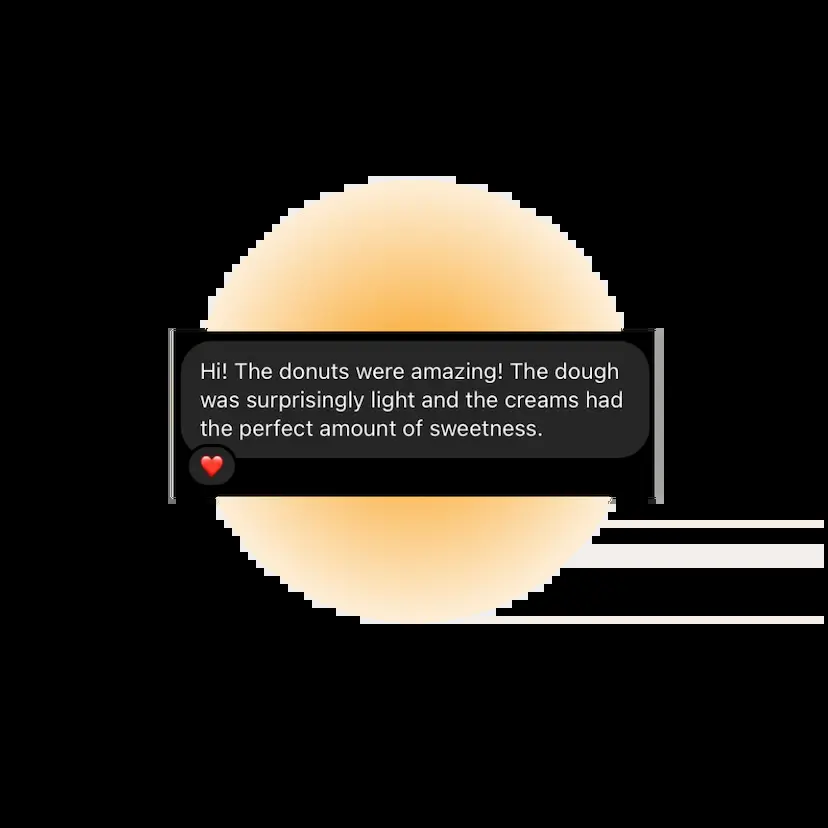 Hi! The donuts were amazing! The dough
was surprisingly light and the creams had
the perfect amount of sweetness.